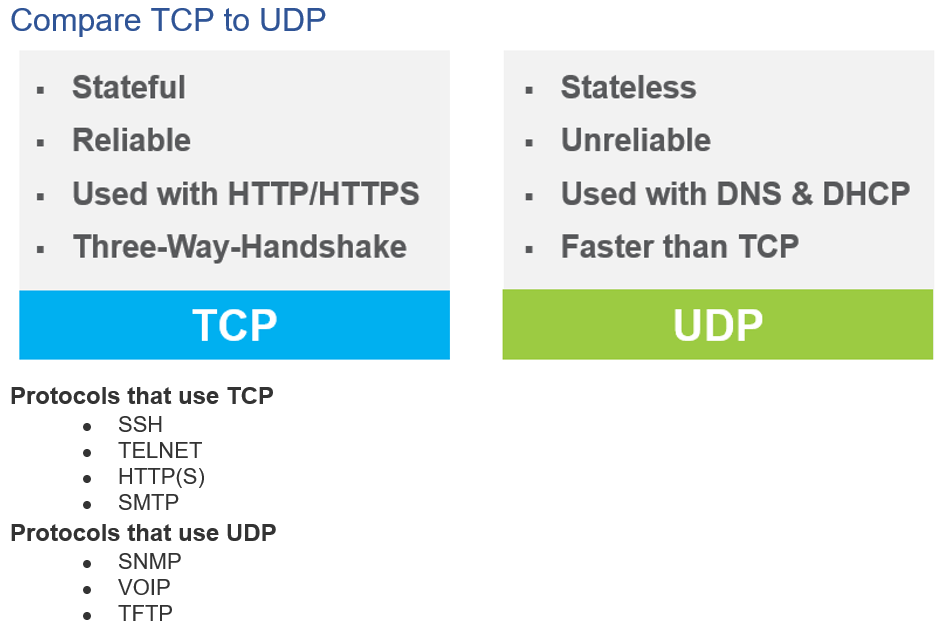 Compare TCP to UDP
▪ Stateful
▪ Reliable
▪ Used with HTTP/HTTPS
▪ Three-Way-Handshake
TCP
▪ Stateless
▪ Unreliable
▪ Used with DNS & DHCP
▪ Faster than TCP
UDP
Protocols that use TCP
● SSH
● TELNET
● HTTP(S)
● SMTP
Protocols that use UDP
● SNMP
● VOIP
● TFTP